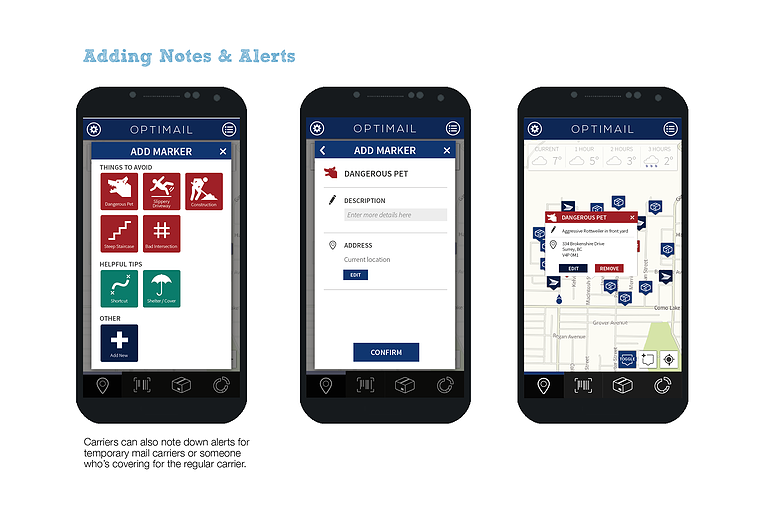 Adding Notes & Alerts
OPTIMAIL
ADD MARKER
THINGS TO AVOID
Dangerous Pet
Slippery
Driveway
Construction
Steep Staircase
Bad Intersection
HELPFUL TIPS
Shortcut
Shelter / Cover
OTHER
Add New
OPTIMAIL
ADD MARKER
DANGEROUS PET
DESCRIPTION
Enter more details here
ADDRESS
Current location
EDIT
CONFIRM
OPTIMAIL
CURRENT 1 HOUR 2 HOURS 3 HOURS
7° 5° 3° 2°
DANGEROUS PET
Aggressive Rottweiler in front yard
334 Brokenshire Drive
Surrey, BC
V4P 0M1
EDIT REMOVE
Como Lake
Grover Avenue
Regan Avenue
TOGGLE
Carriers can also note down alerts for
temporary mail carriers or someone
who's covering for the regular carrier.